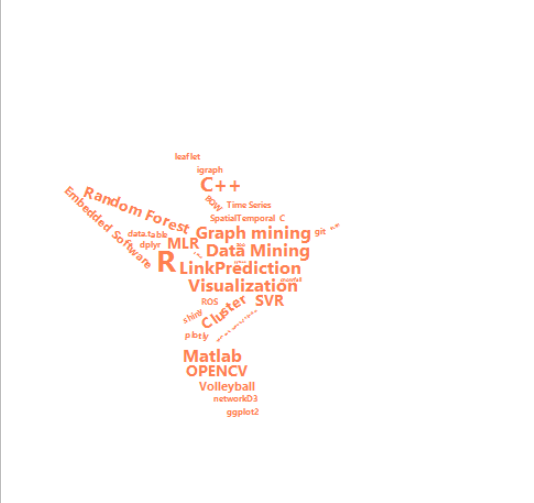 leaflet
igraph
C++
BOW
Time Series
Embedded Software
Random Forest
SpatialTemporal C
data.table
Graph mining
git
dplyr
MLR
Data Mining
R
LinkPrediction
Visualization
ROS
SVR
shiny
Cluster
plotly
Matlab
OPENCV
Volleyball
networkD3
ggplot2